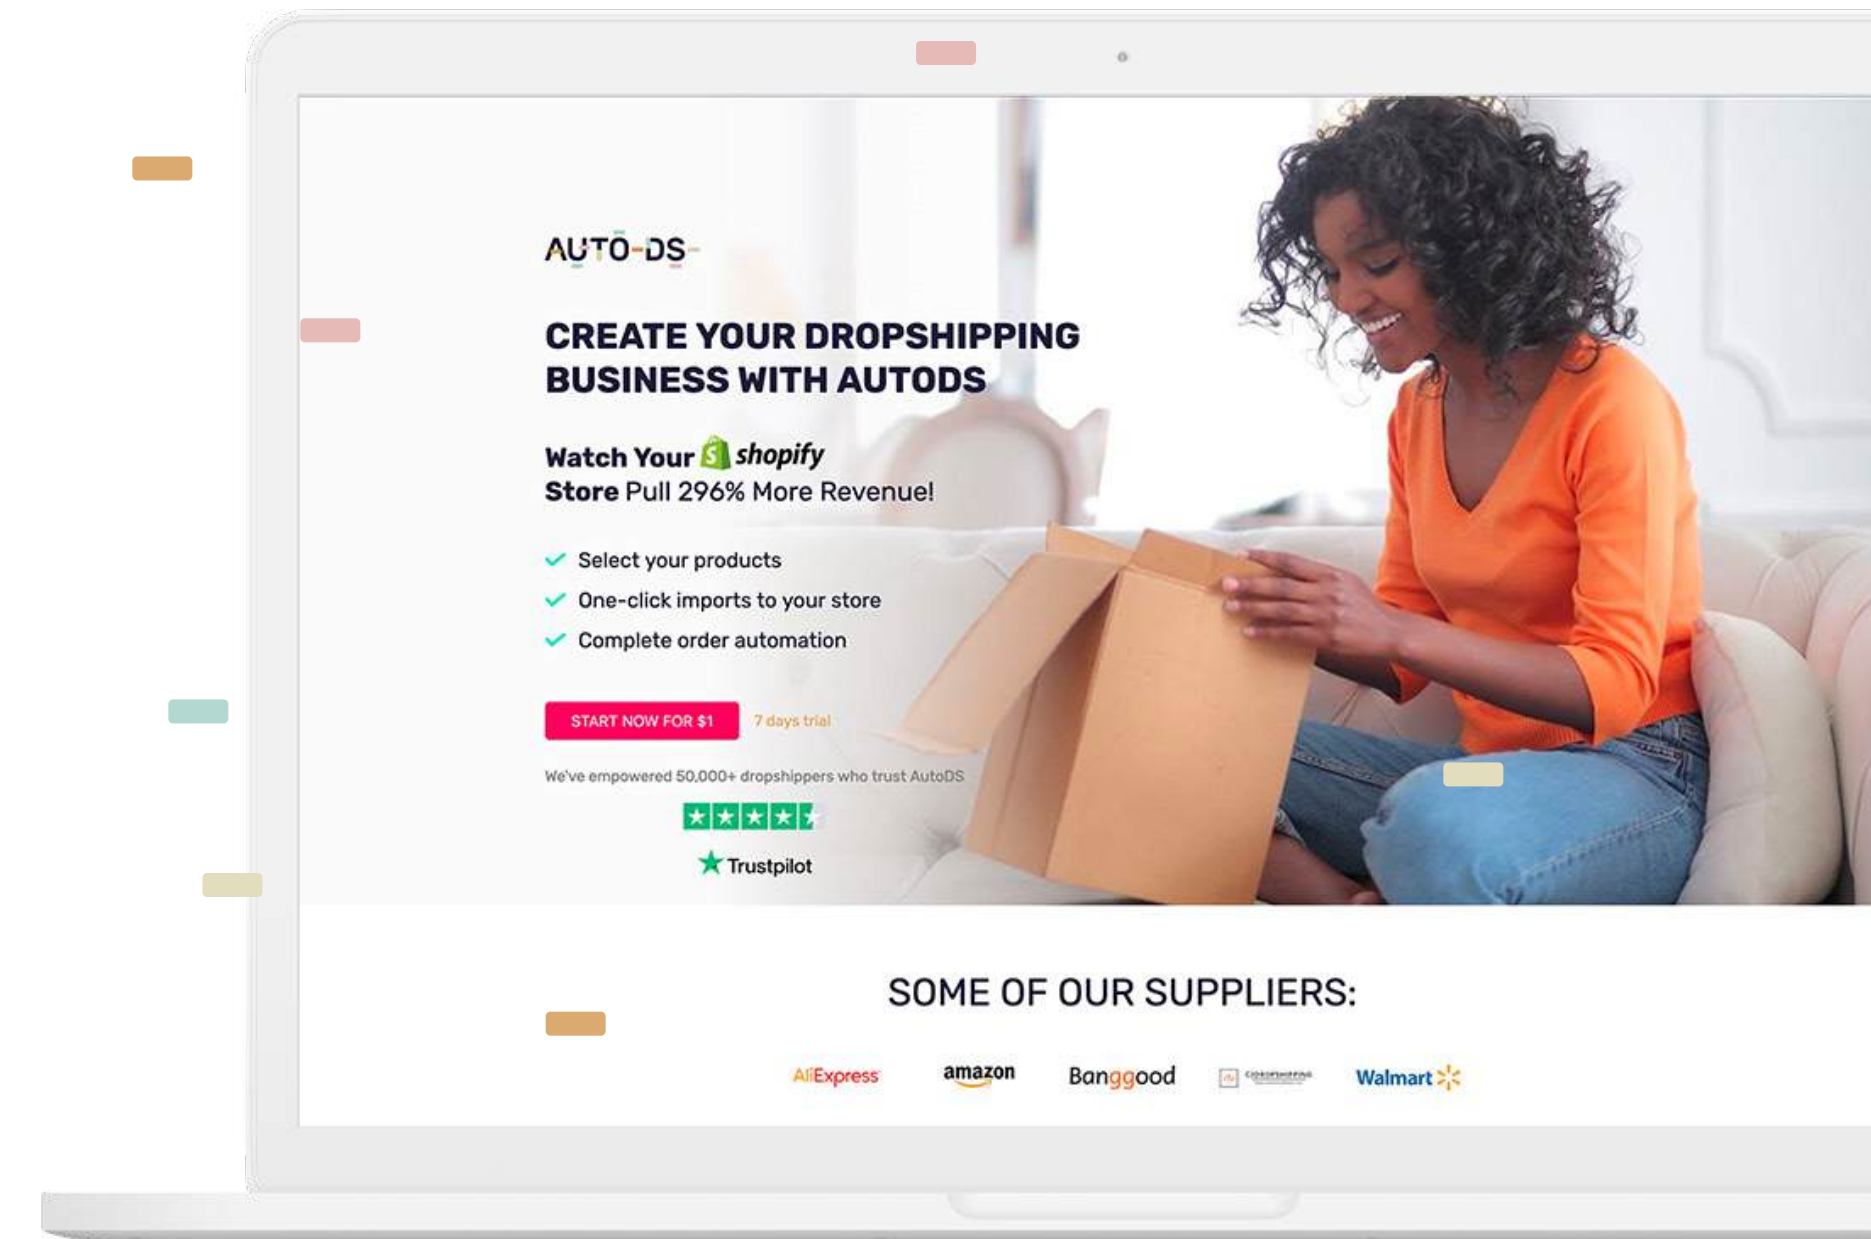 AUTO-DS
CREATE YOUR DROPSHIPPING
BUSINESS WITH AUTODS
Watch Your shopify
Store Pull 296% More Revenue!
Select your products
One-click imports to your store
Complete order automation
START NOW FOR $1 7 days trial
We've empowered 50,000+ dropshippers who trust AutoDS
Trustpilot
SOME OF OUR SUPPLIERS:
AliExpress amazon Banggood CJDROPSHIPPING Walmart